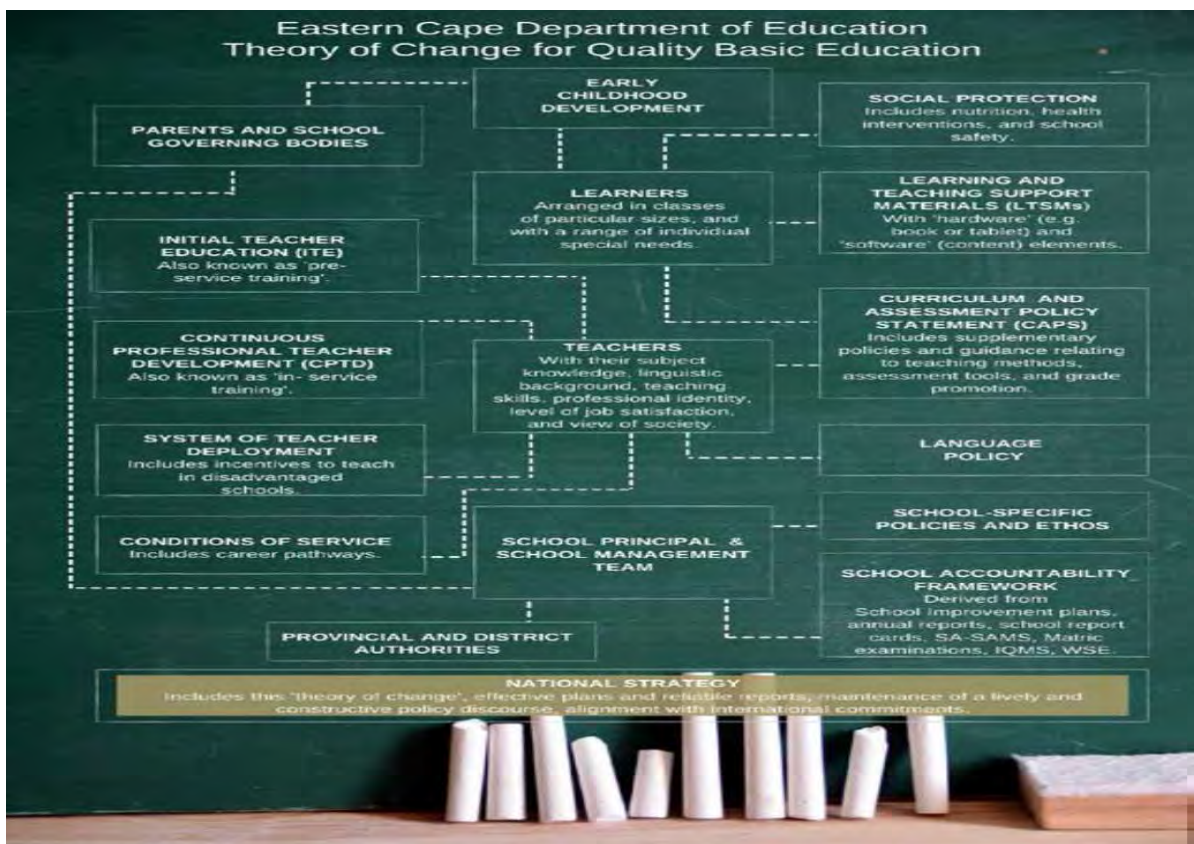 Eastern Cape Department of Education
Theory of Change for Quality Basic Education
EARLY
CHILDHOOD
DEVELOPMENT
PARENTS AND SCHOOL
GOVERNING BODIES
SOCIAL PROTECTION
Includes nutrition, health
interventions, and school
safety.
LEARNERS
Arranged in classes
of particular sizes, and
with a range of individual
special needs.
LEARNING AND
TEACHING SUPPORT
MATERIALS (LTSMs)
With 'hardware' (e.g.
book or tablet) and
'software' (content) elements.
INITIAL TEACHER
EDUCATION (ITE)
Also known as 'pre-
service training'.
CURRICULUM AND
ASSESSMENT POLICY
STATEMENT (CAPS)
Includes supplementary
policies and guidance relating
to teaching methods,
assessment tools, and grade
promotion.
CONTINUOUS
PROFESSIONAL TEACHER
DEVELOPMENT (CPTD)
Also known as 'in- service
training'.
TEACHERS
With their subject
knowledge, linguistic
background, teaching
skills, professional identity,
level of job satisfaction,
and view of society.
SYSTEM OF TEACHER
DEPLOYMENT
Includes incentives to teach
in disadvantaged
schools.
LANGUAGE
POLICY
CONDITIONS OF SERVICE
Includes career pathways.
SCHOOL PRINCIPAL &
SCHOOL MANAGEMENT
TEAM
SCHOOL-SPECIFIC
POLICIES AND ETHOS
SCHOOL ACCOUNTABILITY
FRAMEWORK
Derived from
School improvement plans,
annual reports, school report
cards, SA-SAMS, Matric
examinations, IQMS, WSE.
PROVINCIAL AND DISTRICT
AUTHORITIES
NATIONAL STRATEGY
Includes this 'theory of change', effective plans and reliable reports, maintenance of a lively and
constructive policy discourse, alignment with international commitments.